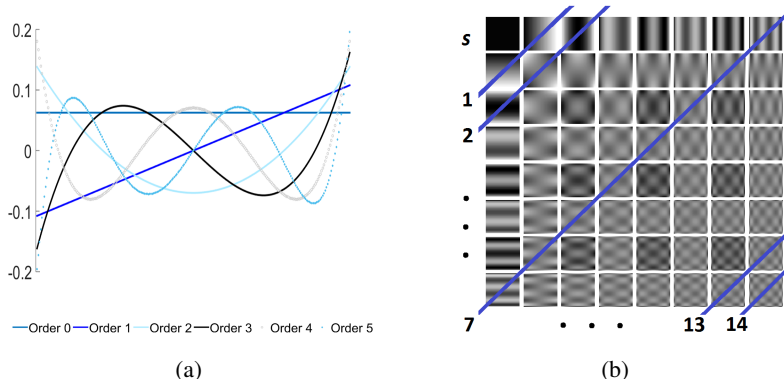 0.2
0.1
0
-0.1
-0.2
Order 0 Order 1 Order 2 Order 3 Order 4 Order 5
(a)
s
1
2
.
.
.
7 . . . 13 14
(b)